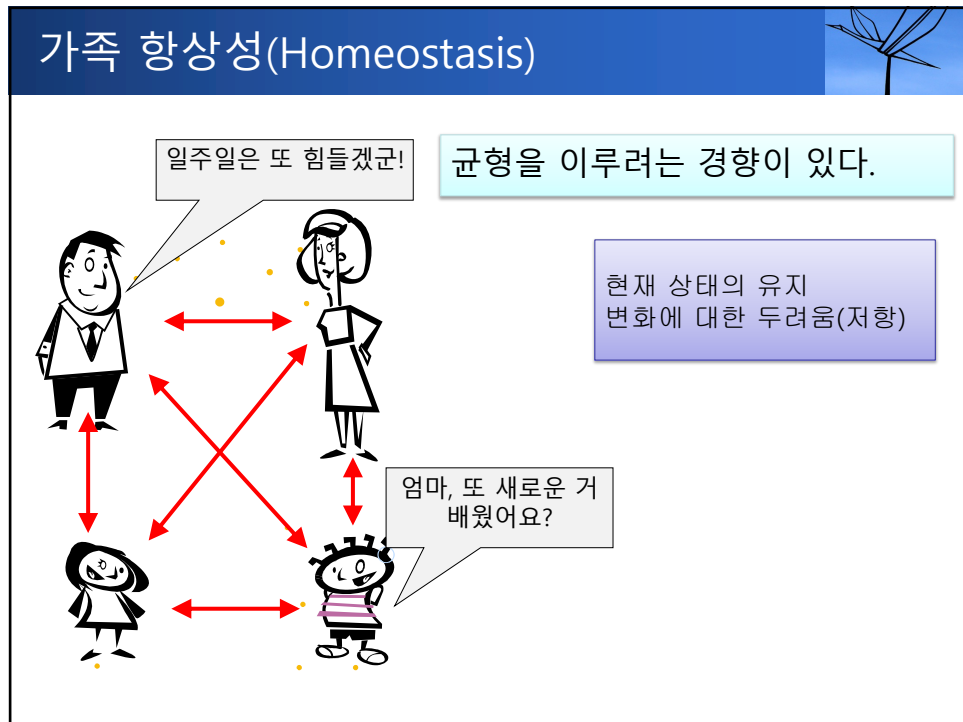 가족 항상성(Homeostasis)
일주일은 또 힘들겠군!
균형을 이루려는 경향이 있다.
현재 상태의 유지
변화에 대한 두려움(저항)
엄마, 또 새로운 거
배웠어요?